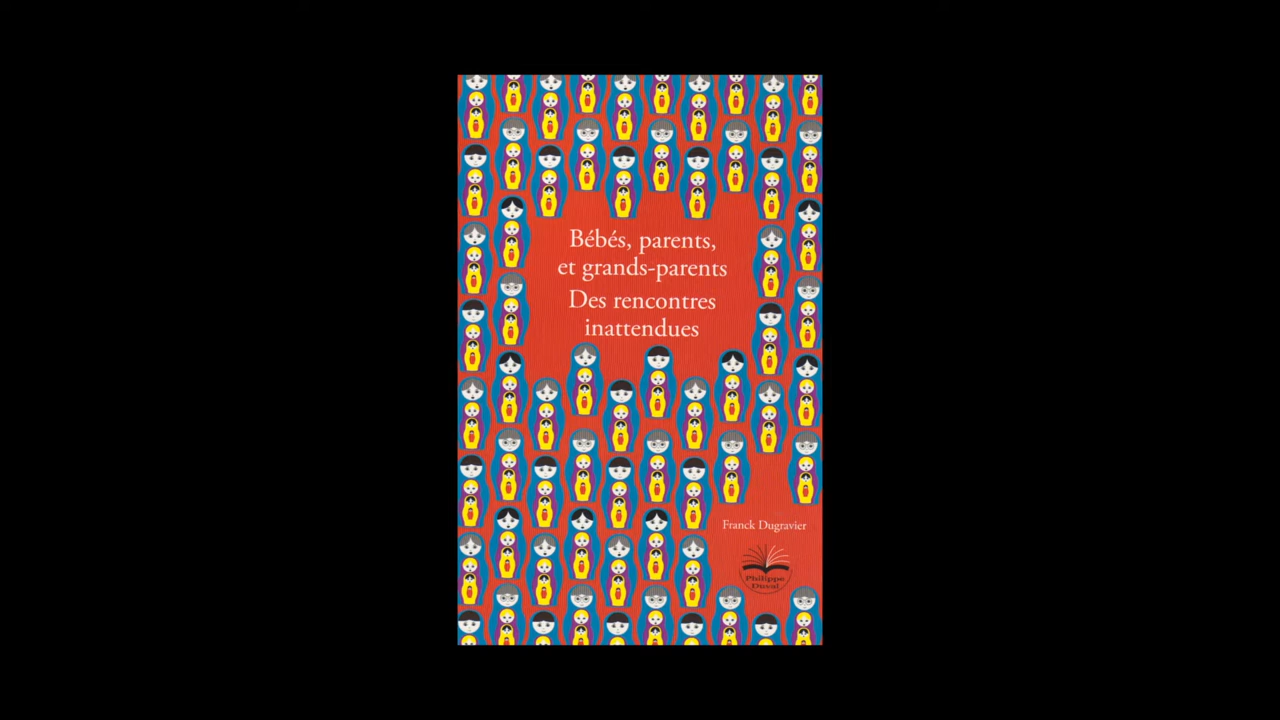 Bébés, parents,
et grands-parents
Des rencontres
inattendues
Franck Dugravier
Philippe
Duval